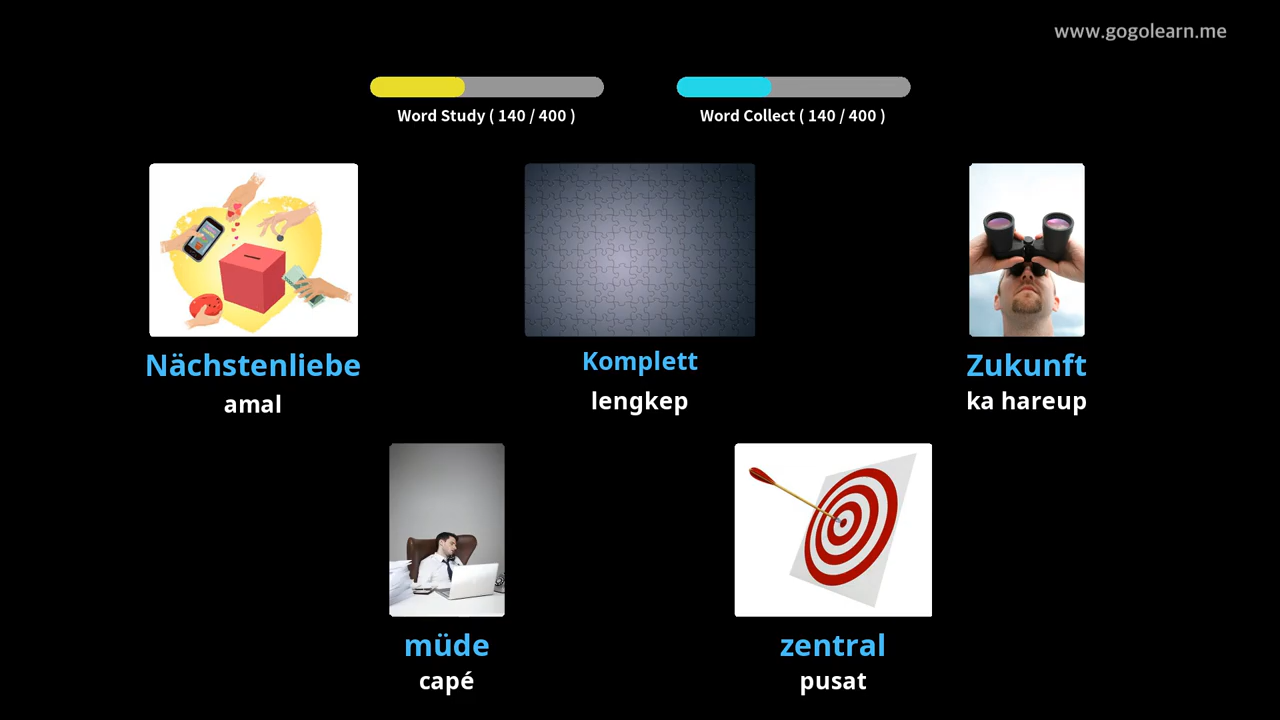 www.gogolearn.me
Word Study ( 140 / 400 )
Word Collect ( 140 / 400 )
Nächstenliebe
amal
Komplett
lengkep
Zukunft
ka hareup
müde
capé
zentral
pusat